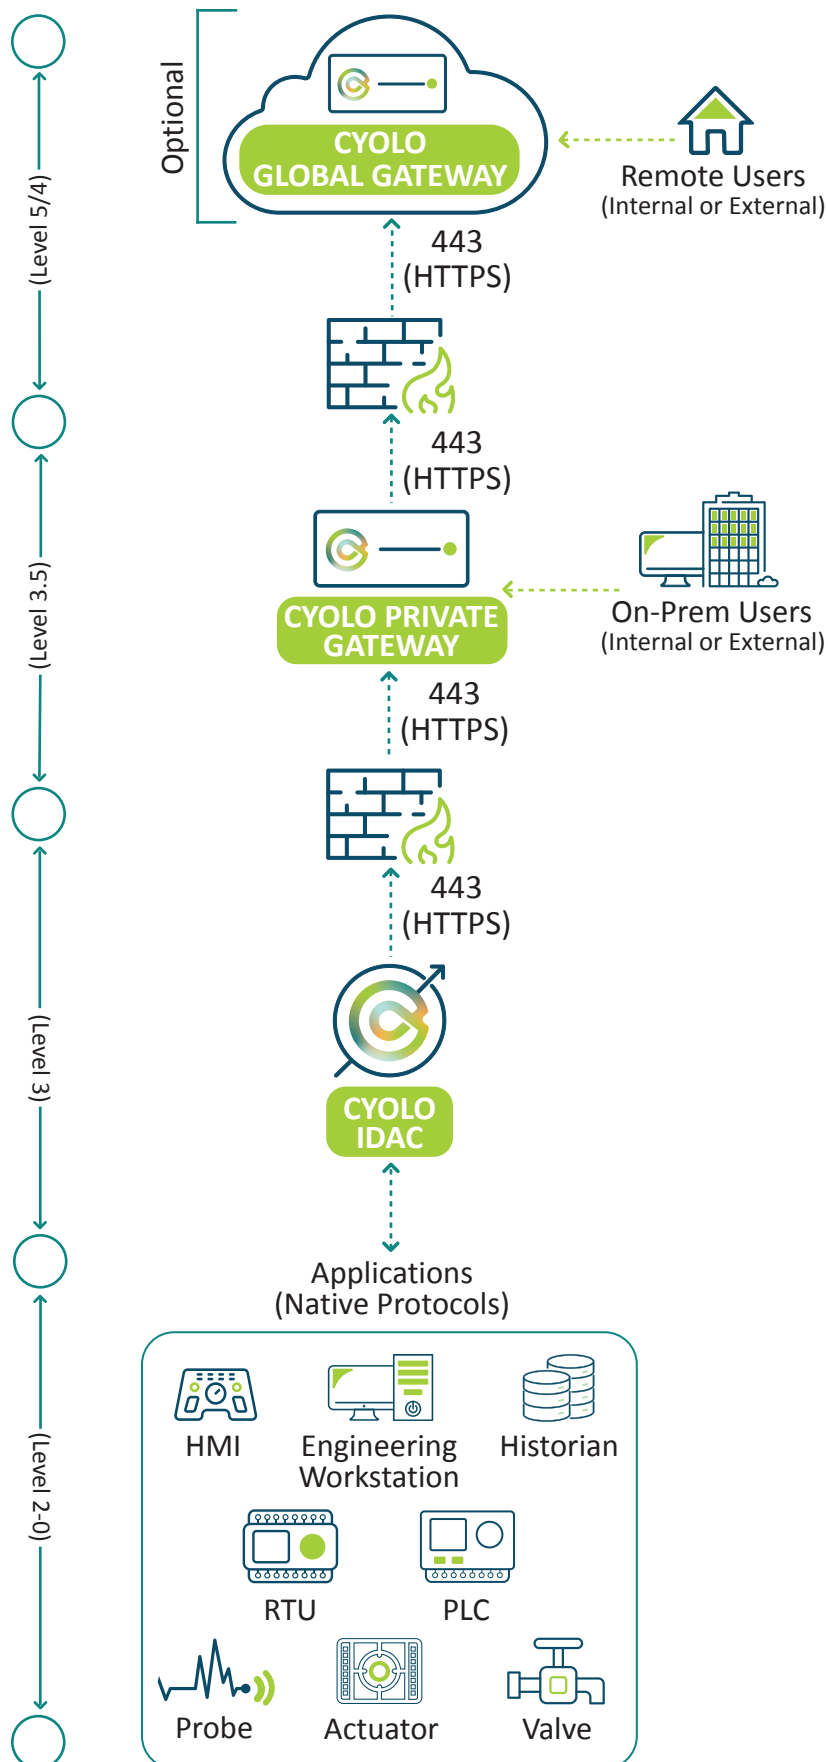 Optional
CYOLO
GLOBAL GATEWAY
Remote Users
(Internal or External)
(Level 5/4)
443
(HTTPS)
443
(HTTPS)
(Level 3.5)
CYOLO PRIVATE
GATEWAY
On-Prem Users
(Internal or External)
443
(HTTPS)
443
(HTTPS)
(Level 3)
CYOLO
IDAC
Applications
(Native Protocols)
(Level 2-0)
HMI
Engineering
Workstation
Historian
RTU
PLC
Probe
Actuator
Valve